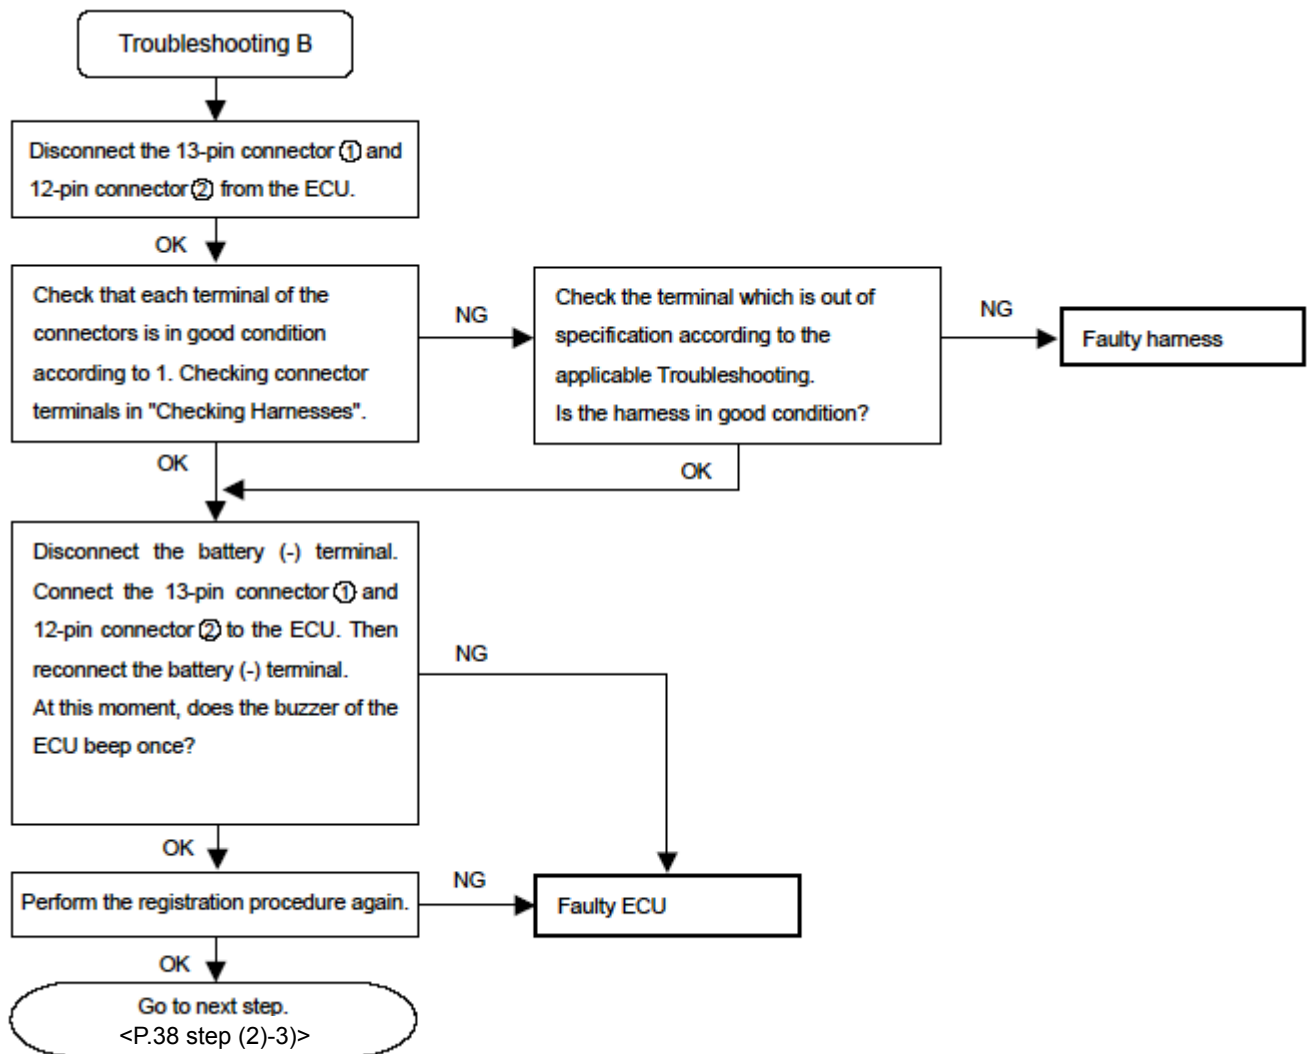 Troubleshooting B
Disconnect the 13-pin connector ① and
12-pin connector ② from the ECU.
OK
Check that each terminal of the
connectors is in good condition
according to 1. Checking connector
terminals in "Checking Harnesses".
NG
Check the terminal which is out of
specification according to the
applicable Troubleshooting.
Is the harness in good condition?
NG
Faulty harness
OK
OK
Disconnect the battery (-) terminal.
Connect the 13-pin connector ① and
12-pin connector ② to the ECU. Then
reconnect the battery (-) terminal.
At this moment, does the buzzer of the
ECU beep once?
NG
OK
Perform the registration procedure again.
NG
Faulty ECU
OK
Go to next step.
<P.38 step (2)-3)>